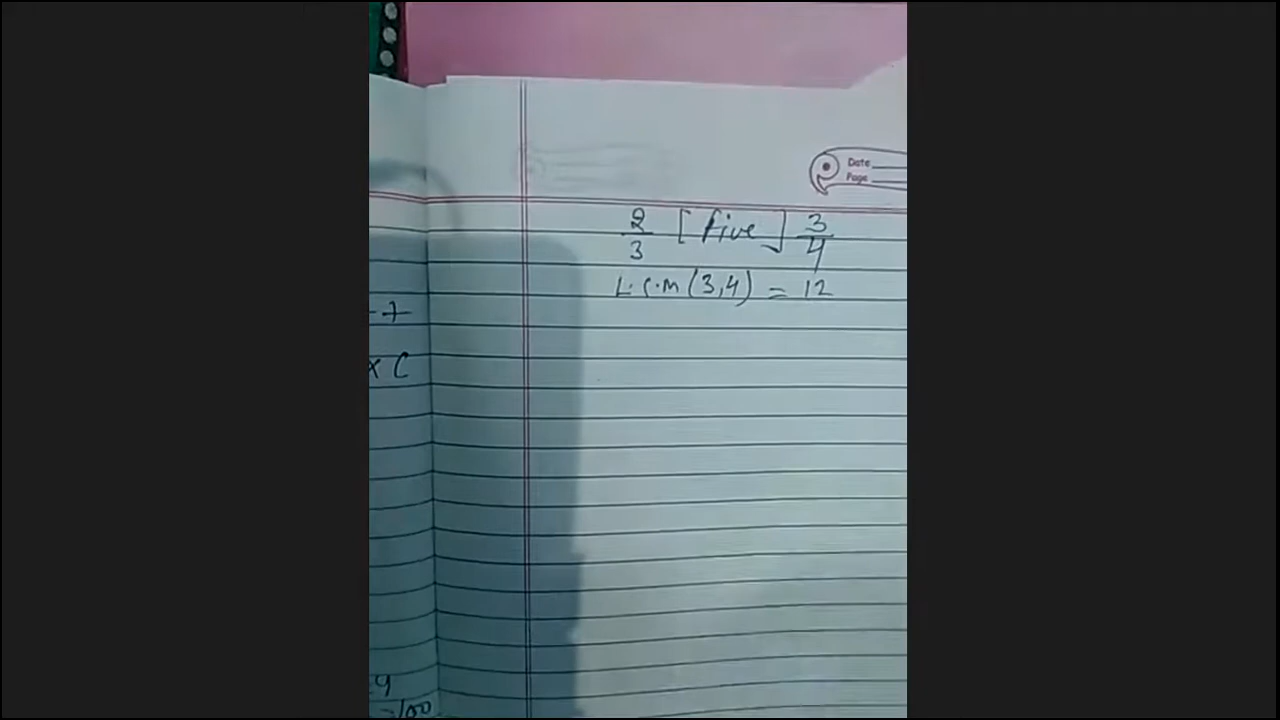 Date
Page
2/3 [five] 3/4
L.C.M (3,4) = 12
+7
x C
9
=100